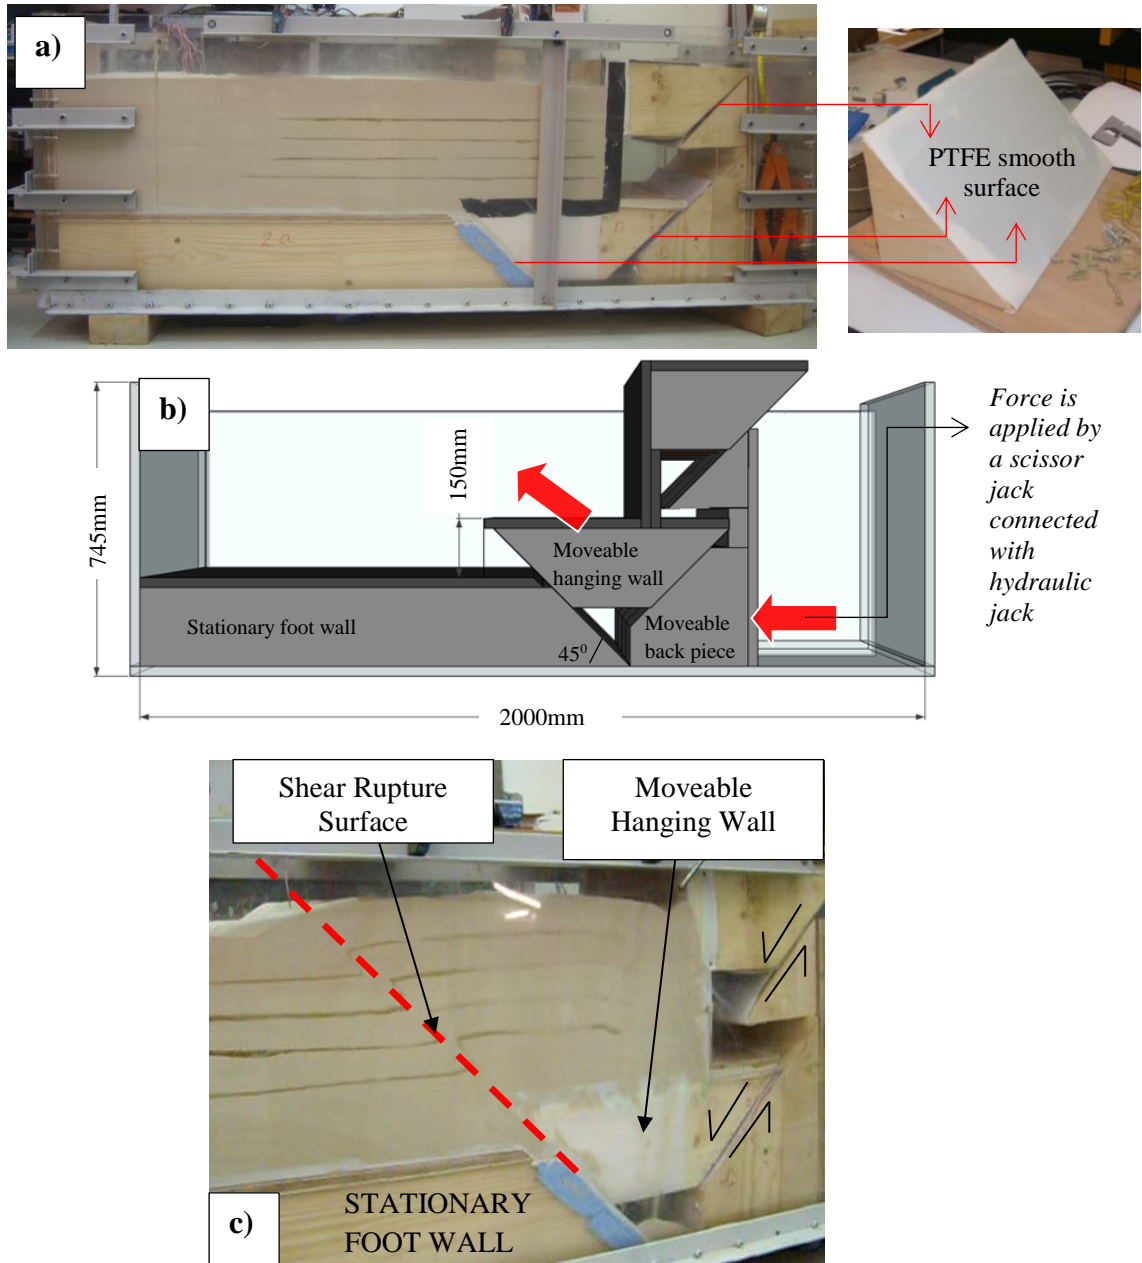 a)
2a
PTFE smooth
surface
b)
745mm
150mm
Moveable
hanging wall
Stationary foot wall
Moveable
back piece
45⁰
2000mm
Force is
applied by
a scissor
jack
connected
with
hydraulic
jack
Shear Rupture
Surface
Moveable
Hanging Wall
STATIONARY
FOOT WALL
c)